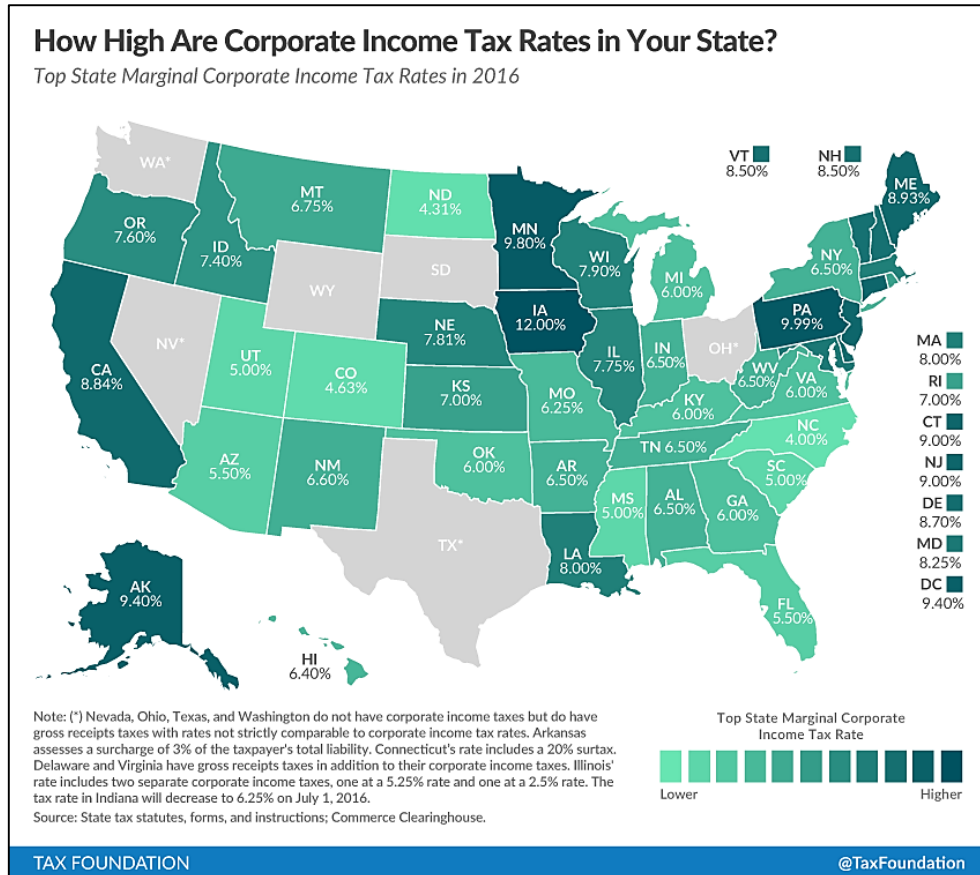 How High Are Corporate Income Tax Rates in Your State?
Top State Marginal Corporate Income Tax Rates in 2016
WA*
OR
7.60%
CA
8.84%
NV*
ID
7.40%
MT
6.75%
WY
UT
5.00%
AZ
5.50%
CO
4.63%
NM
6.60%
ND
4.31%
SD
NE
7.81%
KS
7.00%
OK
6.00%
TX*
MN
9.80%
IA
12.00%
MO
6.25%
AR
6.50%
LA
8.00%
WI
7.90%
IL
7.75%
MI
6.00%
IN
6.50%
OH*
KY
6.00%
TN 6.50%
MS
5.00%
AL
6.50%
GA
6.00%
FL
5.50%
SC
5.00%
NC
4.00%
VA
6.00%
WV
6.50%
PA
9.99%
NY
6.50%
VT
8.50%
NH
8.50%
ME
8.93%
MA
8.00%
RI
7.00%
CT
9.00%
NJ
9.00%
DE
8.70%
MD
8.25%
DC
9.40%
AK
9.40%
HI
6.40%
Note: (*) Nevada, Ohio, Texas, and Washington do not have corporate income taxes but do have
gross receipts taxes with rates not strictly comparable to corporate income tax rates. Arkansas
assesses a surcharge of 3% of the taxpayer's total liability. Connecticut's rate includes a 20% surtax.
Delaware and Virginia have gross receipts taxes in addition to their corporate income taxes. Illinois'
rate includes two separate corporate income taxes, one at a 5.25% rate and one at a 2.5% rate. The
tax rate in Indiana will decrease to 6.25% on July 1, 2016.
Source: State tax statutes, forms, and instructions; Commerce Clearinghouse.
Top State Marginal Corporate
Income Tax Rate
Lower
Higher
TAX FOUNDATION
@TaxFoundation